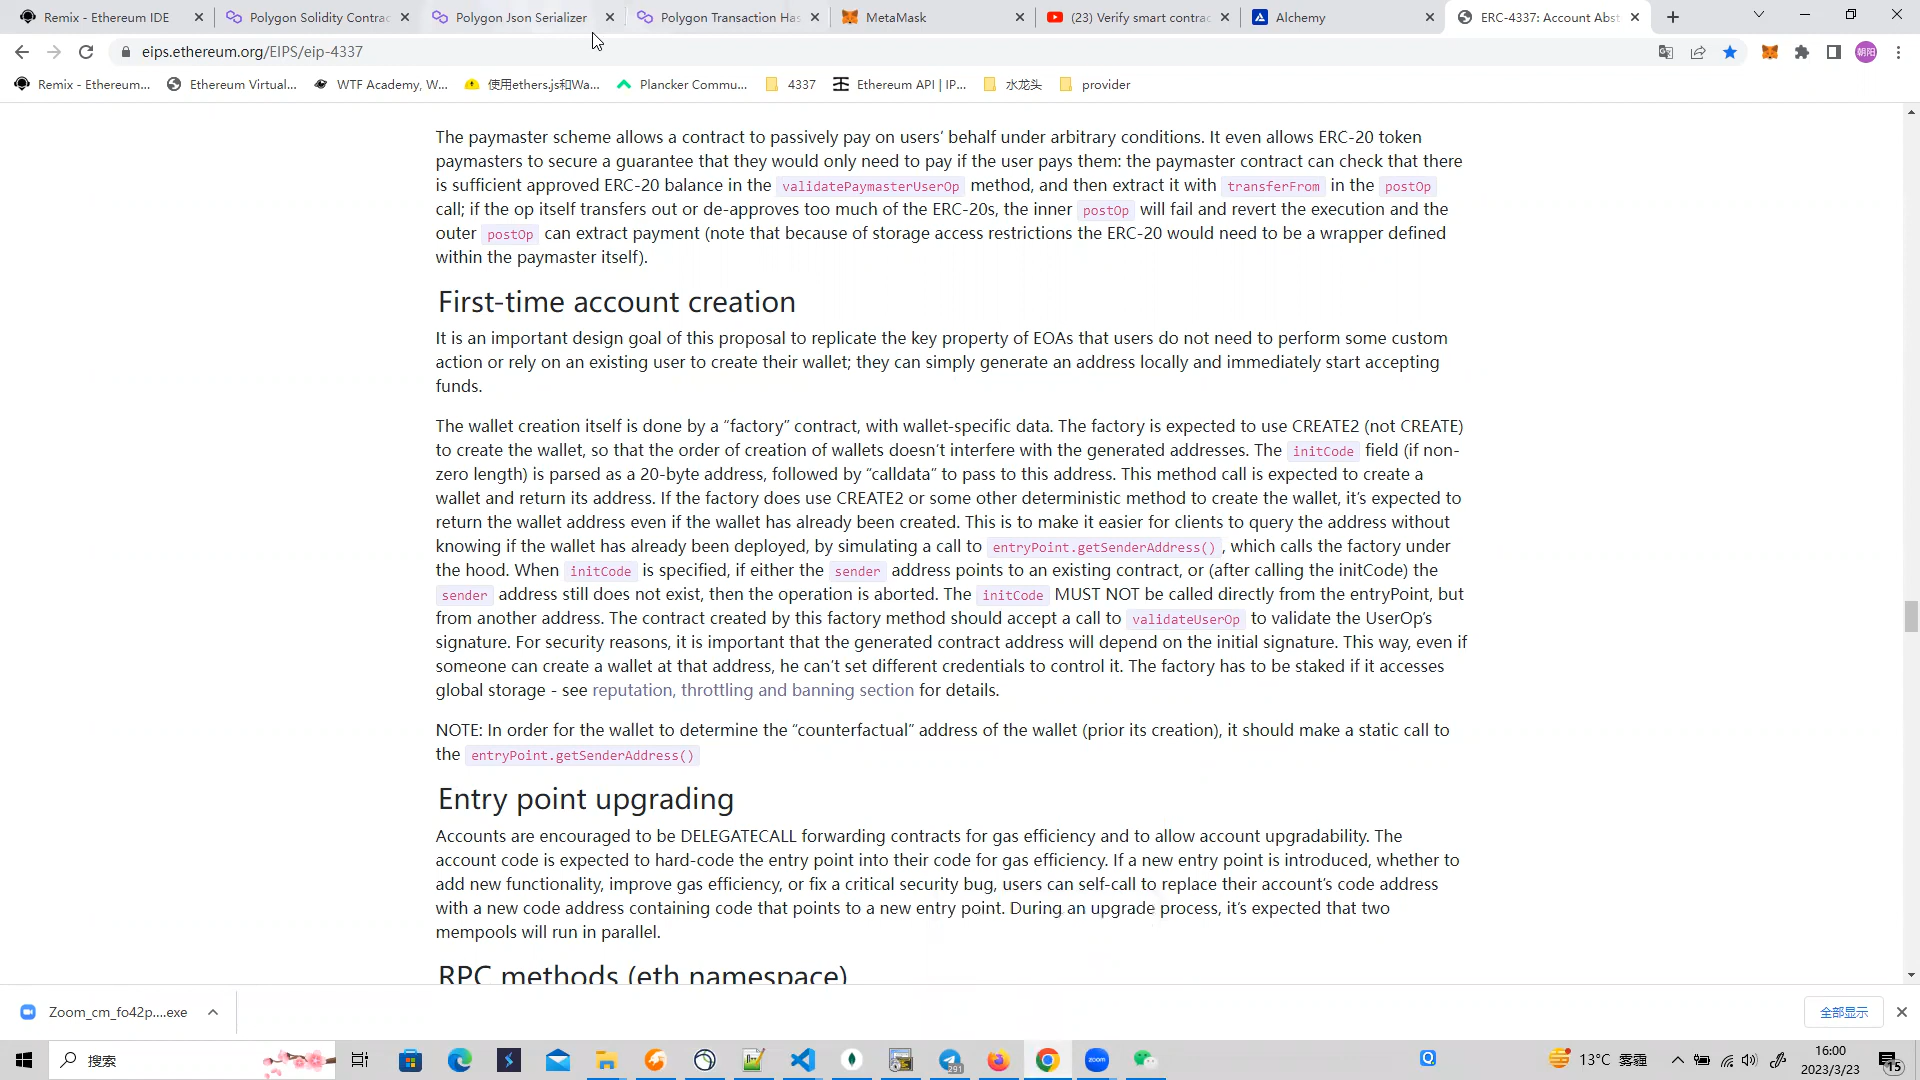 Remix - Ethereum IDE
Polygon Solidity Contrac
Polygon Json Serializer
Polygon Transaction Has
MetaMask
(23) Verify smart contrac
Alchemy
ERC-4337: Account Abst
eips.ethereum.org/EIPS/eip-4337
朝阳
Remix - Ethereum...
Ethereum Virtual...
WTF Academy, W...
使用ethers.js和Wa...
Plancker Commu...
4337
Ethereum API | IP...
水龙头
provider
The paymaster scheme allows a contract to passively pay on users’ behalf under arbitrary conditions. It even allows ERC-20 token
paymasters to secure a guarantee that they would only need to pay if the user pays them: the paymaster contract can check that there
is sufficient approved ERC-20 balance in the validatePaymasterUserOp method, and then extract it with transferFrom in the postOp
call; if the op itself transfers out or de-approves too much of the ERC-20s, the inner postOp will fail and revert the execution and the
outer postOp can extract payment (note that because of storage access restrictions the ERC-20 would need to be a wrapper defined
within the paymaster itself).
First-time account creation
It is an important design goal of this proposal to replicate the key property of EOAs that users do not need to perform some custom
action or rely on an existing user to create their wallet; they can simply generate an address locally and immediately start accepting
funds.
The wallet creation itself is done by a “factory” contract, with wallet-specific data. The factory is expected to use CREATE2 (not CREATE)
to create the wallet, so that the order of creation of wallets doesn’t interfere with the generated addresses. The initCode field (if non-
zero length) is parsed as a 20-byte address, followed by “calldata” to pass to this address. This method call is expected to create a
wallet and return its address. If the factory does use CREATE2 or some other deterministic method to create the wallet, it’s expected to
return the wallet address even if the wallet has already been created. This is to make it easier for clients to query the address without
knowing if the wallet has already been deployed, by simulating a call to entryPoint.getSenderAddress(), which calls the factory under
the hood. When initCode is specified, if either the sender address points to an existing contract, or (after calling the initCode) the
sender address still does not exist, then the operation is aborted. The initCode MUST NOT be called directly from the entryPoint, but
from another address. The contract created by this factory method should accept a call to validateUserOp to validate the UserOp’s
signature. For security reasons, it is important that the generated contract address will depend on the initial signature. This way, even if
someone can create a wallet at that address, he can’t set different credentials to control it. The factory has to be staked if it accesses
global storage - see reputation, throttling and banning section for details.
NOTE: In order for the wallet to determine the “counterfactual” address of the wallet (prior its creation), it should make a static call to
the entryPoint.getSenderAddress()
Entry point upgrading
Accounts are encouraged to be DELEGATECALL forwarding contracts for gas efficiency and to allow account upgradability. The
account code is expected to hard-code the entry point into their code for gas efficiency. If a new entry point is introduced, whether to
add new functionality, improve gas efficiency, or fix a critical security bug, users can self-call to replace their account’s code address
with a new code address containing code that points to a new entry point. During an upgrade process, it’s expected that two
mempools will run in parallel.
RPC methods (eth namespace)
Zoom_cm_fo42p....exe
全部显示
搜索
291
zoom
13°C 雾霾
16:00
2023/3/23
15